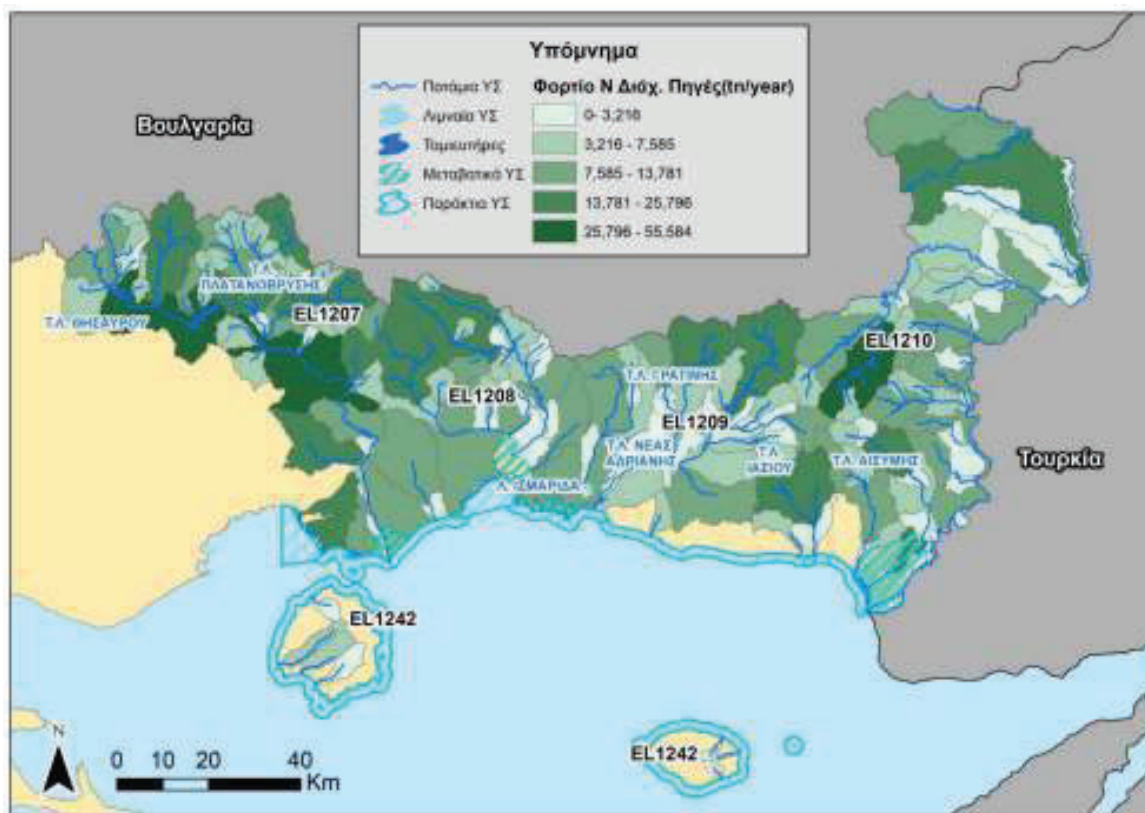 Υπόμνημα
Ποτάμια ΥΣ
Λιμναία ΥΣ
Ταμιευτήρες
Μεταβατικά ΥΣ
Παράκτια ΥΣ
Φορτίο Ν Διάχ. Πηγές(tn/year)
0- 3,216
3,216 - 7,585
7,585 - 13,781
13,781 - 25,796
25,796 - 55,584
Βουλγαρία
Τ.Λ. ΠΛΑΤΑΝΟΒΡΥΣΗΣ
Τ.Λ. ΘΗΣΑΥΡΟΥ
EL1207
EL1210
Τ.Λ. ΓΡΑΤΙΝΗΣ
EL1208
EL1209
Τ.Λ. ΝΕΑΣ ΑΔΡΙΑΝΗΣ
Τ.Λ. ΙΑΣΙΟΥ
Τ.Λ. ΑΙΣΥΜΗΣ
Τουρκία
Λ. ΙΣΜΑΡΙΔΑ
EL1242
EL1242
N
0 10 20 40
Km